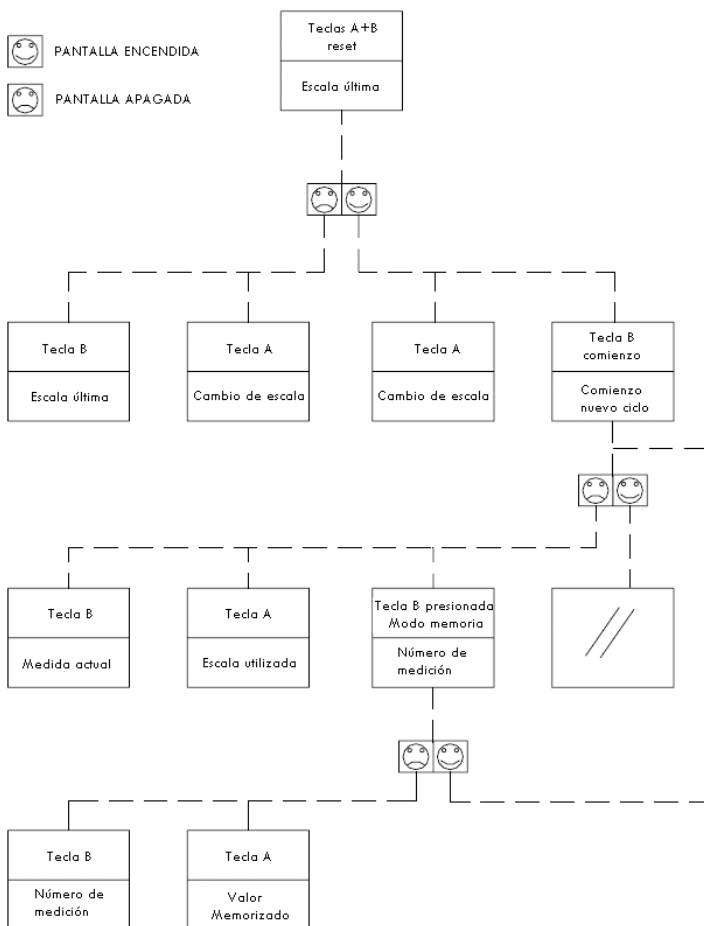 Teclas A+B
reset
Escala última
PANTALLA ENCENDIDA
PANTALLA APAGADA
Tecla B
Escala última
Tecla A
Cambio de escala
Tecla A
Cambio de escala
Tecla B
comienzo
Comienzo
nuevo ciclo
Tecla B
Medida actual
Tecla A
Escala utilizada
Tecla B presionada
Modo memoria
Número de
medición
Tecla B
Número de
medición
Tecla A
Valor
Memorizado